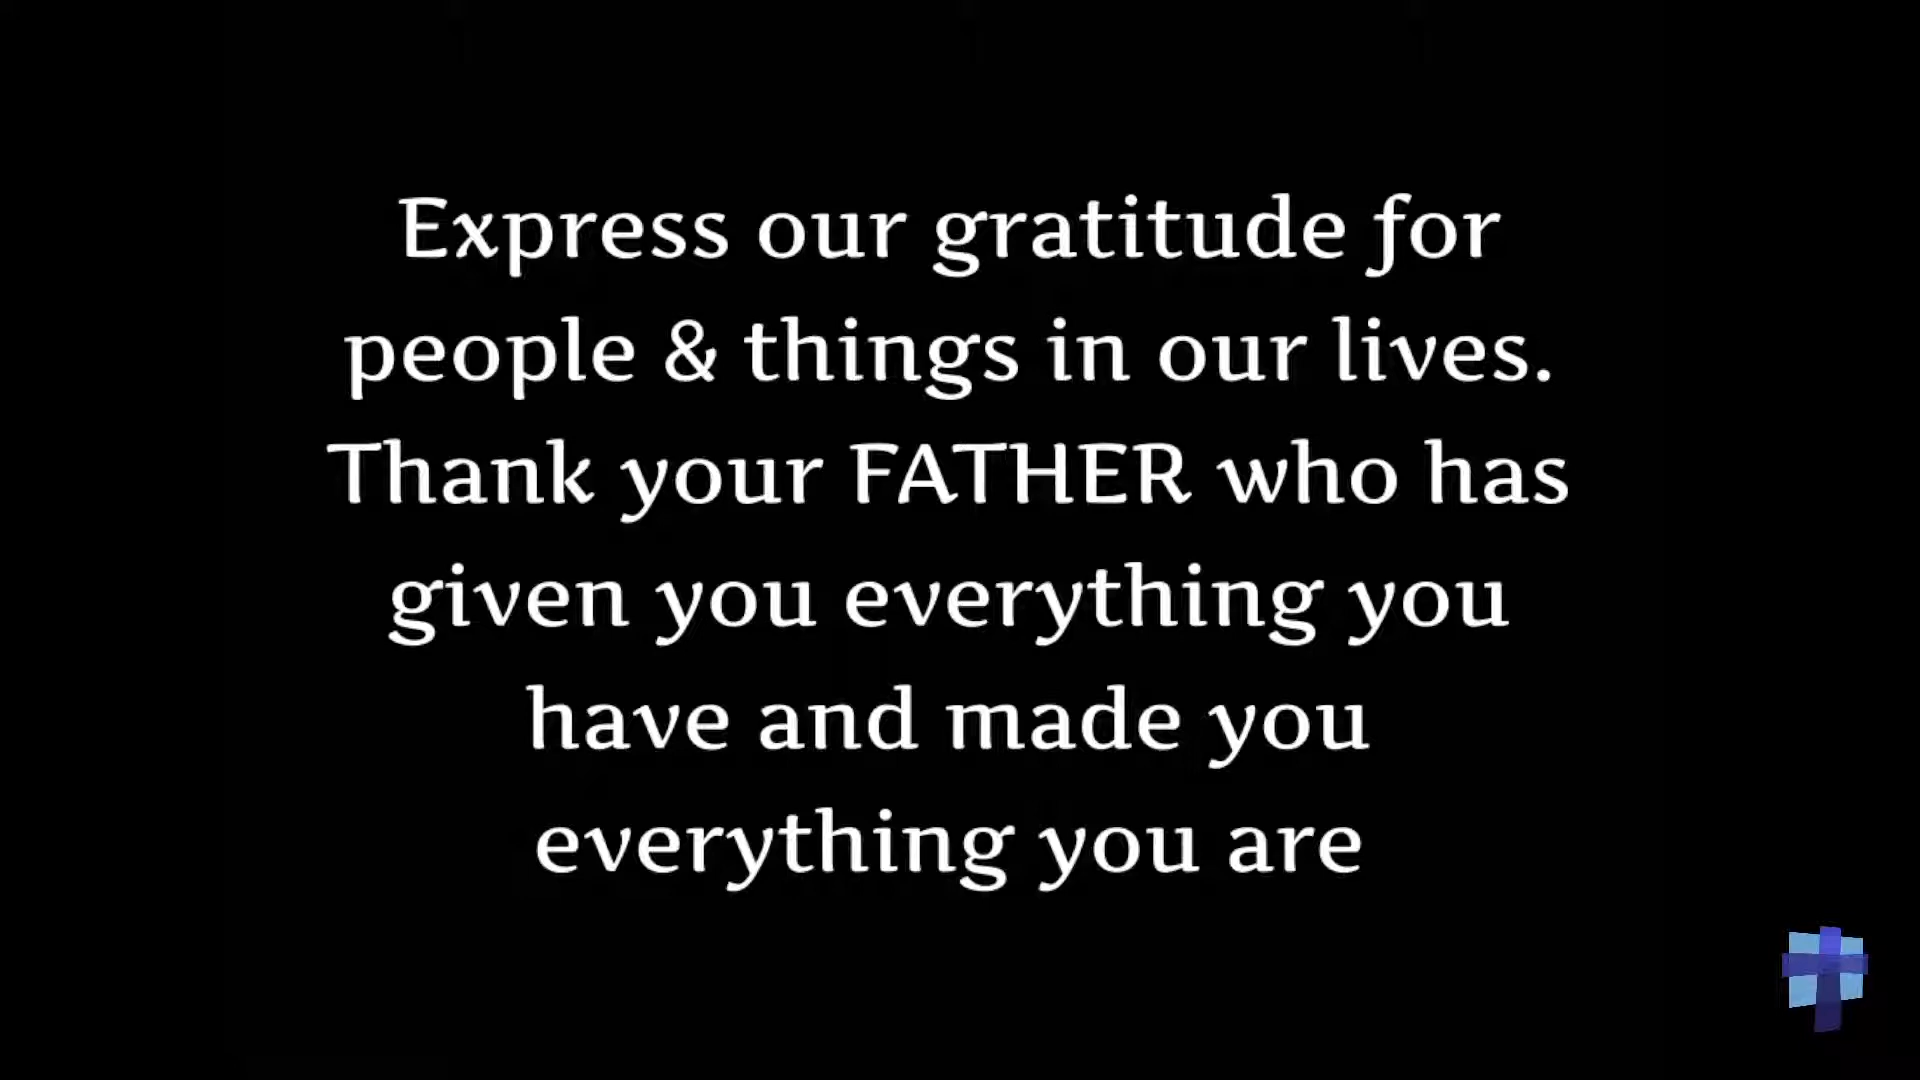 Express our gratitude for
people & things in our lives.
Thank your FATHER who has
given you everything you
have and made you
everything you are